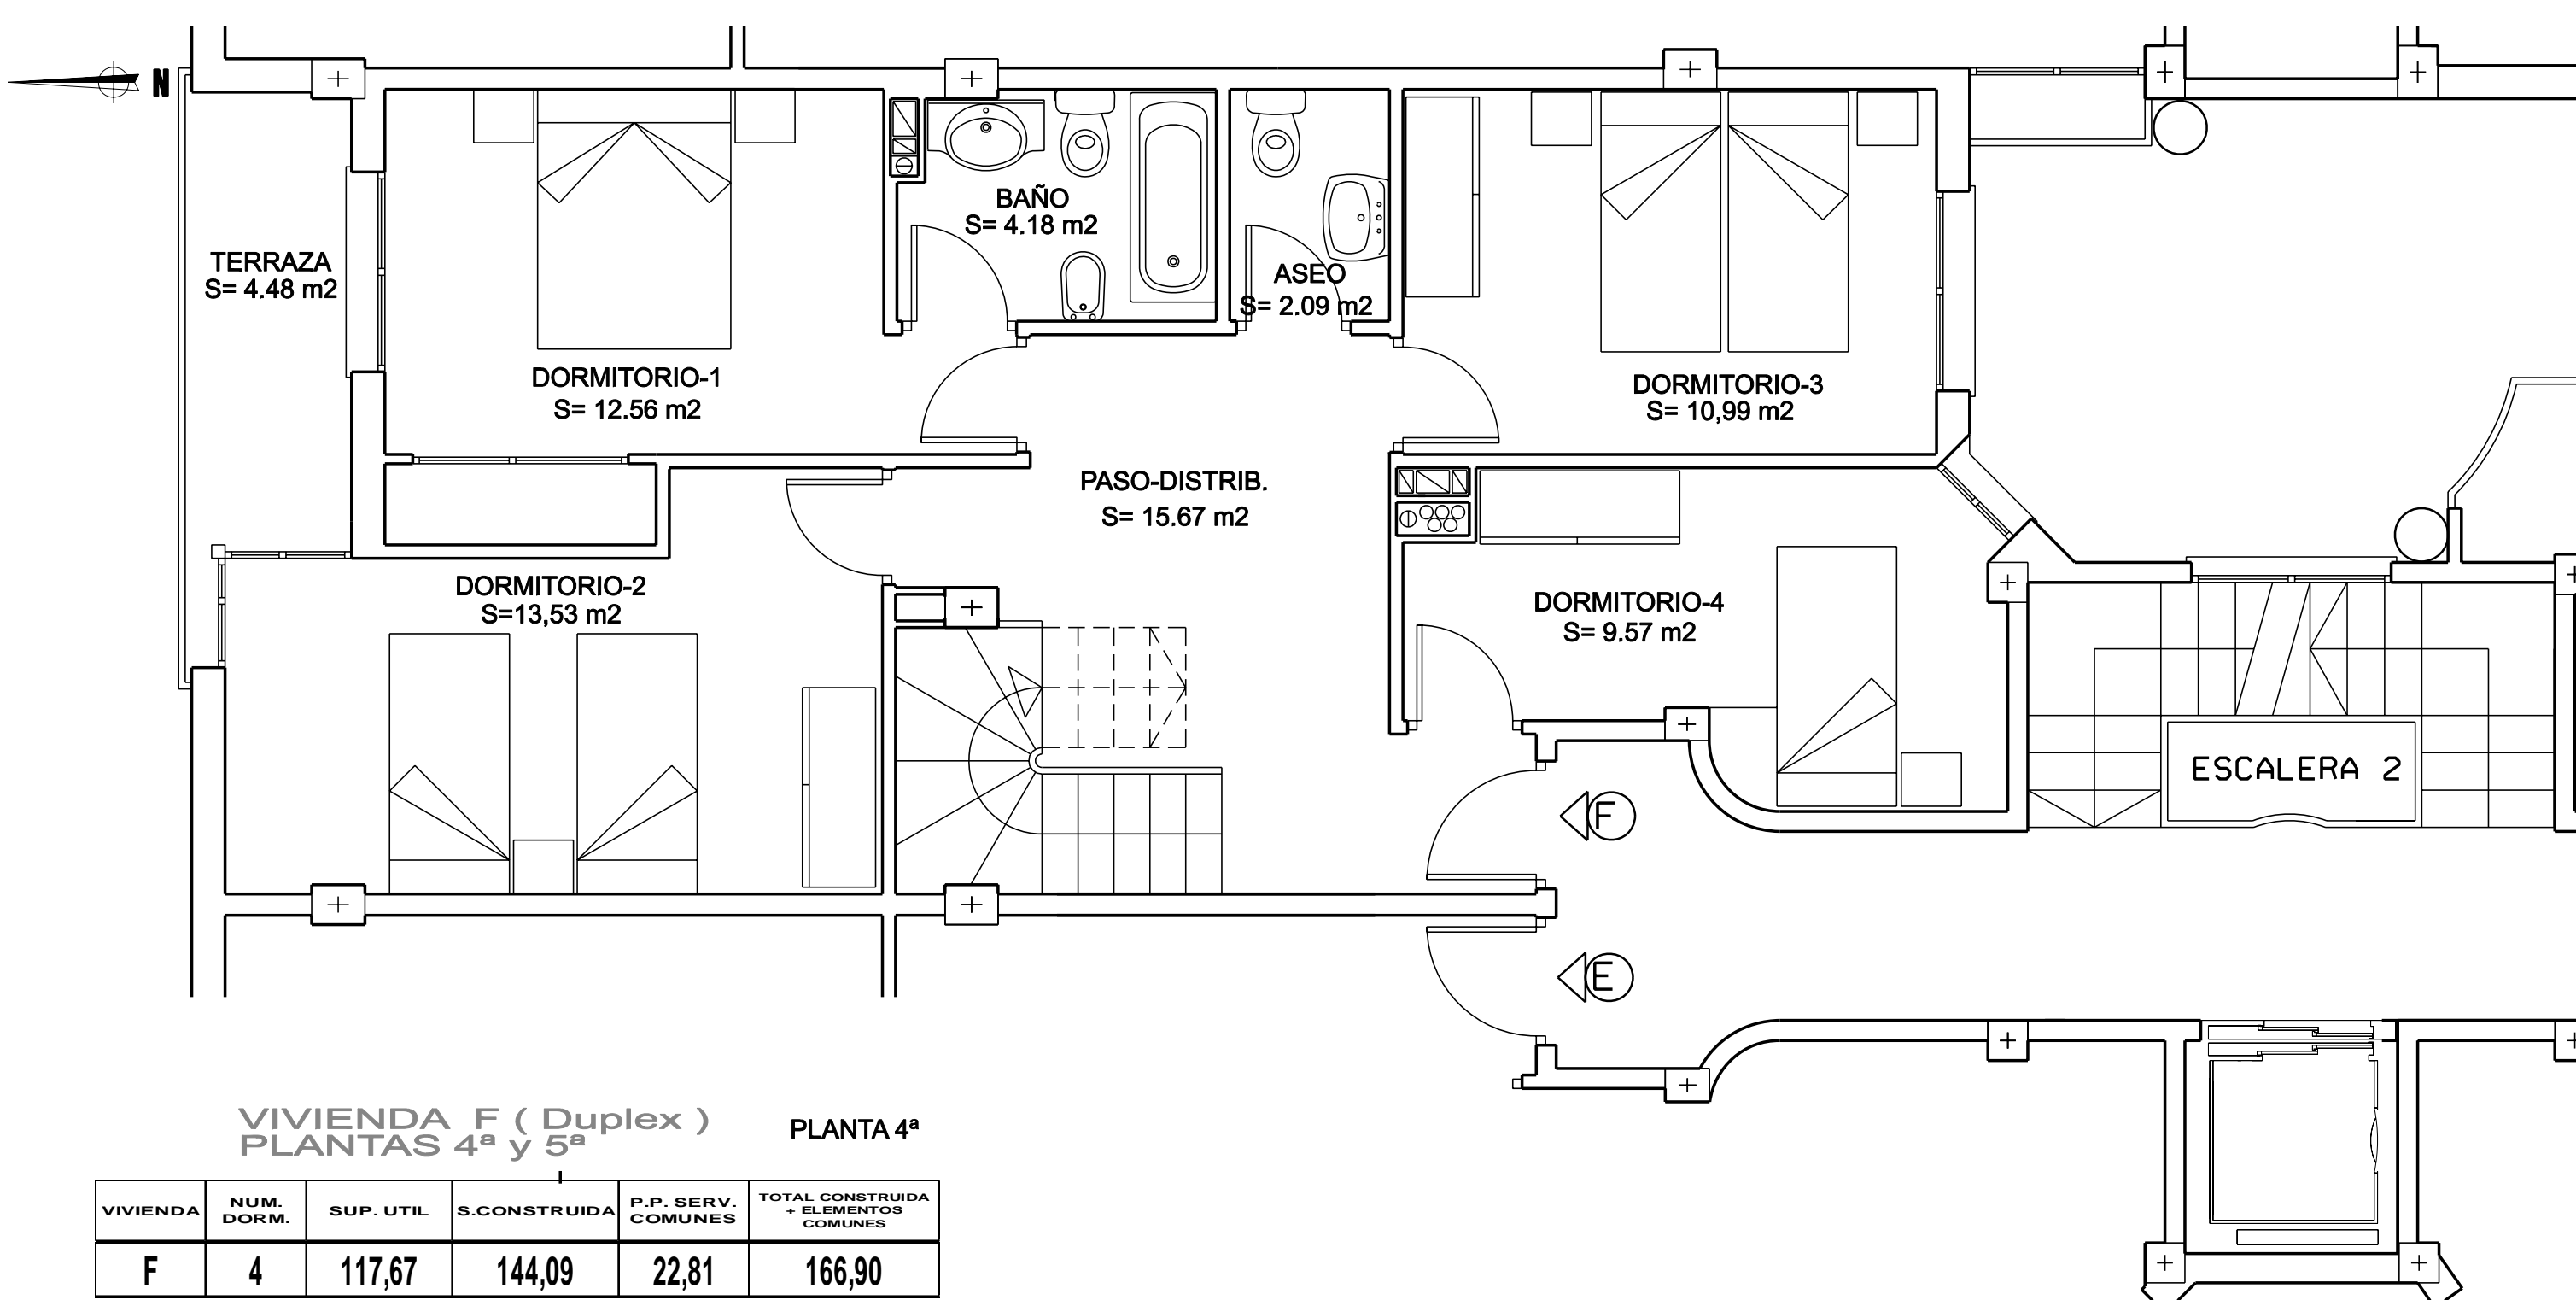 N
BAÑO
S= 4.18 m2
TERRAZA
S= 4.48 m2
ASEO
S= 2.09 m2
DORMITORIO-1
S= 12.56 m2
DORMITORIO-3
S= 10,99 m2
PASO-DISTRIB.
S= 15.67 m2
DORMITORIO-2
S=13,53 m2
DORMITORIO-4
S= 9.57 m2
ESCALERA 2
F
E
VIVIENDA F ( Duplex )
PLANTAS 4ª y 5ª
PLANTA 4ª
VIVIENDA
NUM.
DORM.
SUP. UTIL
S.CONSTRUIDA
P.P. SERV.
COMUNES
TOTAL CONSTRUIDA
+ ELEMENTOS
COMUNES
F
4
117,67
144,09
22,81
166,90